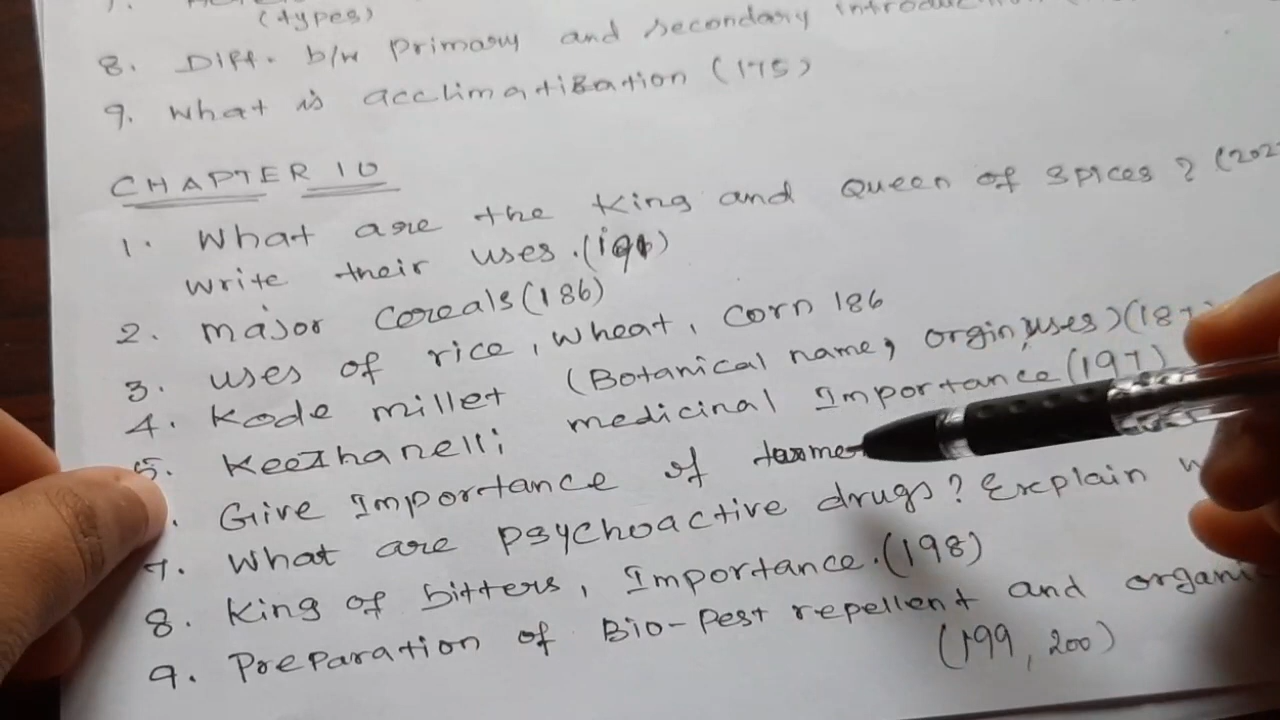 (types)
8. Diff. b/w primary and secondary
9. What is acclimatization (175)
CHAPTER 10
1. What are the King and Queen of Spices?
Write their uses. (191)
2. Major Cereals (186)
3. Uses of rice, Wheat, Corn 186
4. Kode millet (Botanical name, orgin, uses)
5. Keezhanelli; medicinal Importance (197)
Give Importance of
7. What are psychoactive drugs? Explain
8. King of bitters, Importance. (198)
9. Preparation of Bio-Pest repellent and
(199, 200)